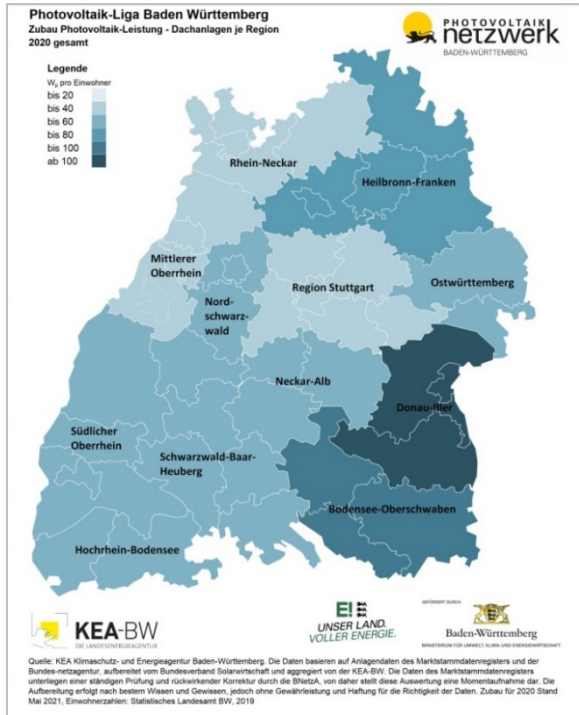 Photovoltaik-Liga Baden Württemberg
Zubau Photovoltaik-Leistung - Dachanlagen je Region
2020 gesamt
PHOTOVOLTAIK
netzwerk
BADEN-WÜRTTEMBERG
Legende
Wp pro Einwohner
bis 20
bis 40
bis 60
bis 80
bis 100
ab 100
Rhein-Neckar
Heilbronn-Franken
Mittlerer
Oberrhein
Nord-
schwarz-
wald
Region Stuttgart
Ostwürttemberg
Neckar-Alb
Donau-Iller
Südlicher
Oberrhein
Schwarzwald-Baar-
Heuberg
Bodensee-Oberschwaben
Hochrhein-Bodensee
KEA-BW
DIE LANDESENERGIEAGENTUR
E!
UNSER LAND.
VOLLER ENERGIE.
GEFÖRDERT DURCH:
Baden-Württemberg
MINISTERIUM FÜR UMWELT, KLIMA UND ENERGIEWIRTSCHAFT
Quelle: KEA Klimaschutz- und Energieagentur Baden-Württemberg. Die Daten basieren auf Anlagendaten des Marktstammdatenregisters und der
Bundes-netzagentur, aufbereitet vom Bundesverband Solarwirtschaft und aggregiert von der KEA-BW. Die Daten des Marktstammdatenregisters
unterliegen einer ständigen Prüfung und rückwirkender Korrektur durch die BNetzA, von daher stellt diese Auswertung eine Momentaufnahme dar. Die
Aufbereitung erfolgt nach bestem Wissen und Gewissen, jedoch ohne Gewährleistung und Haftung für die Richtigkeit der Daten. Zubau für 2020 Stand
Mai 2021, Einwohnerzahlen: Statistisches Landesamt BW, 2019